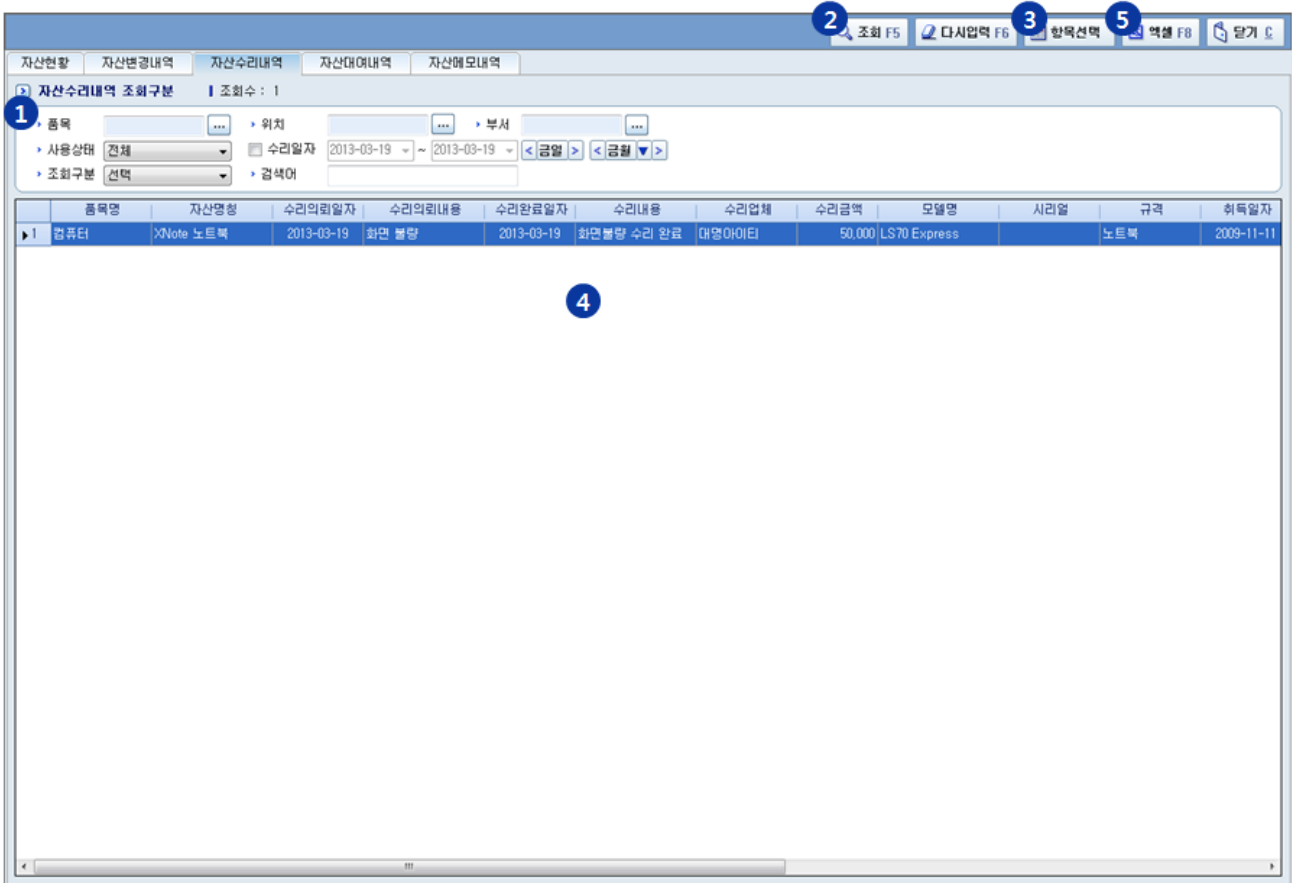 2 조회 F5 다시입력 F6 3 항목선택 5 엑셀 F8 닫기 C
자산현황 자산변경내역 자산수리내역 자산대여내역 자산메모내역
자산수리내역 조회구분 조회수 : 1
1 품목 ... 위치 ... 부서 ...
사용상태 전체 수리일자 2013-03-19 ~ 2013-03-19 < 금일 > < 금월 ▼ >
조회구분 선택 검색어
품목명 자산명칭 수리의뢰일자 수리의뢰내용 수리완료일자 수리내용 수리업체 수리금액 모델명 시리얼 규격 취득일자
1 컴퓨터 XNote 노트북 2013-03-19 화면 불량 2013-03-19 화면불량 수리 완료 대명아이티 50,000 LS70 Express 노트북 2009-11-11
4